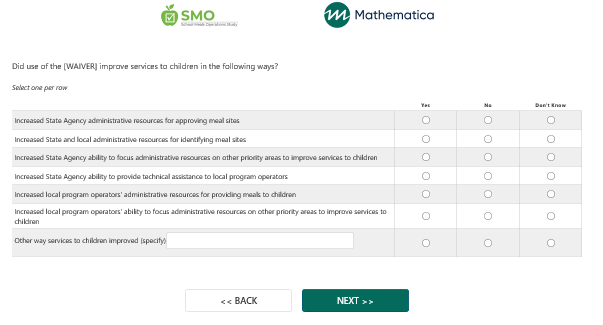 SMO
School Meals Operations Study
Mathematica
Did use of the [WAIVER] improve services to children in the following ways?
Select one per row
Yes No Don't Know
Increased State Agency administrative resources for approving meal sites
Increased State and local administrative resources for identifying meal sites
Increased State Agency ability to focus administrative resources on other priority areas to improve services to children
Increased State Agency ability to provide technical assistance to local program operators
Increased local program operators' administrative resources for providing meals to children
Increased local program operators' ability to focus administrative resources on other priority areas to improve services to
children
Other way services to children improved (specify)
<< BACK NEXT >>